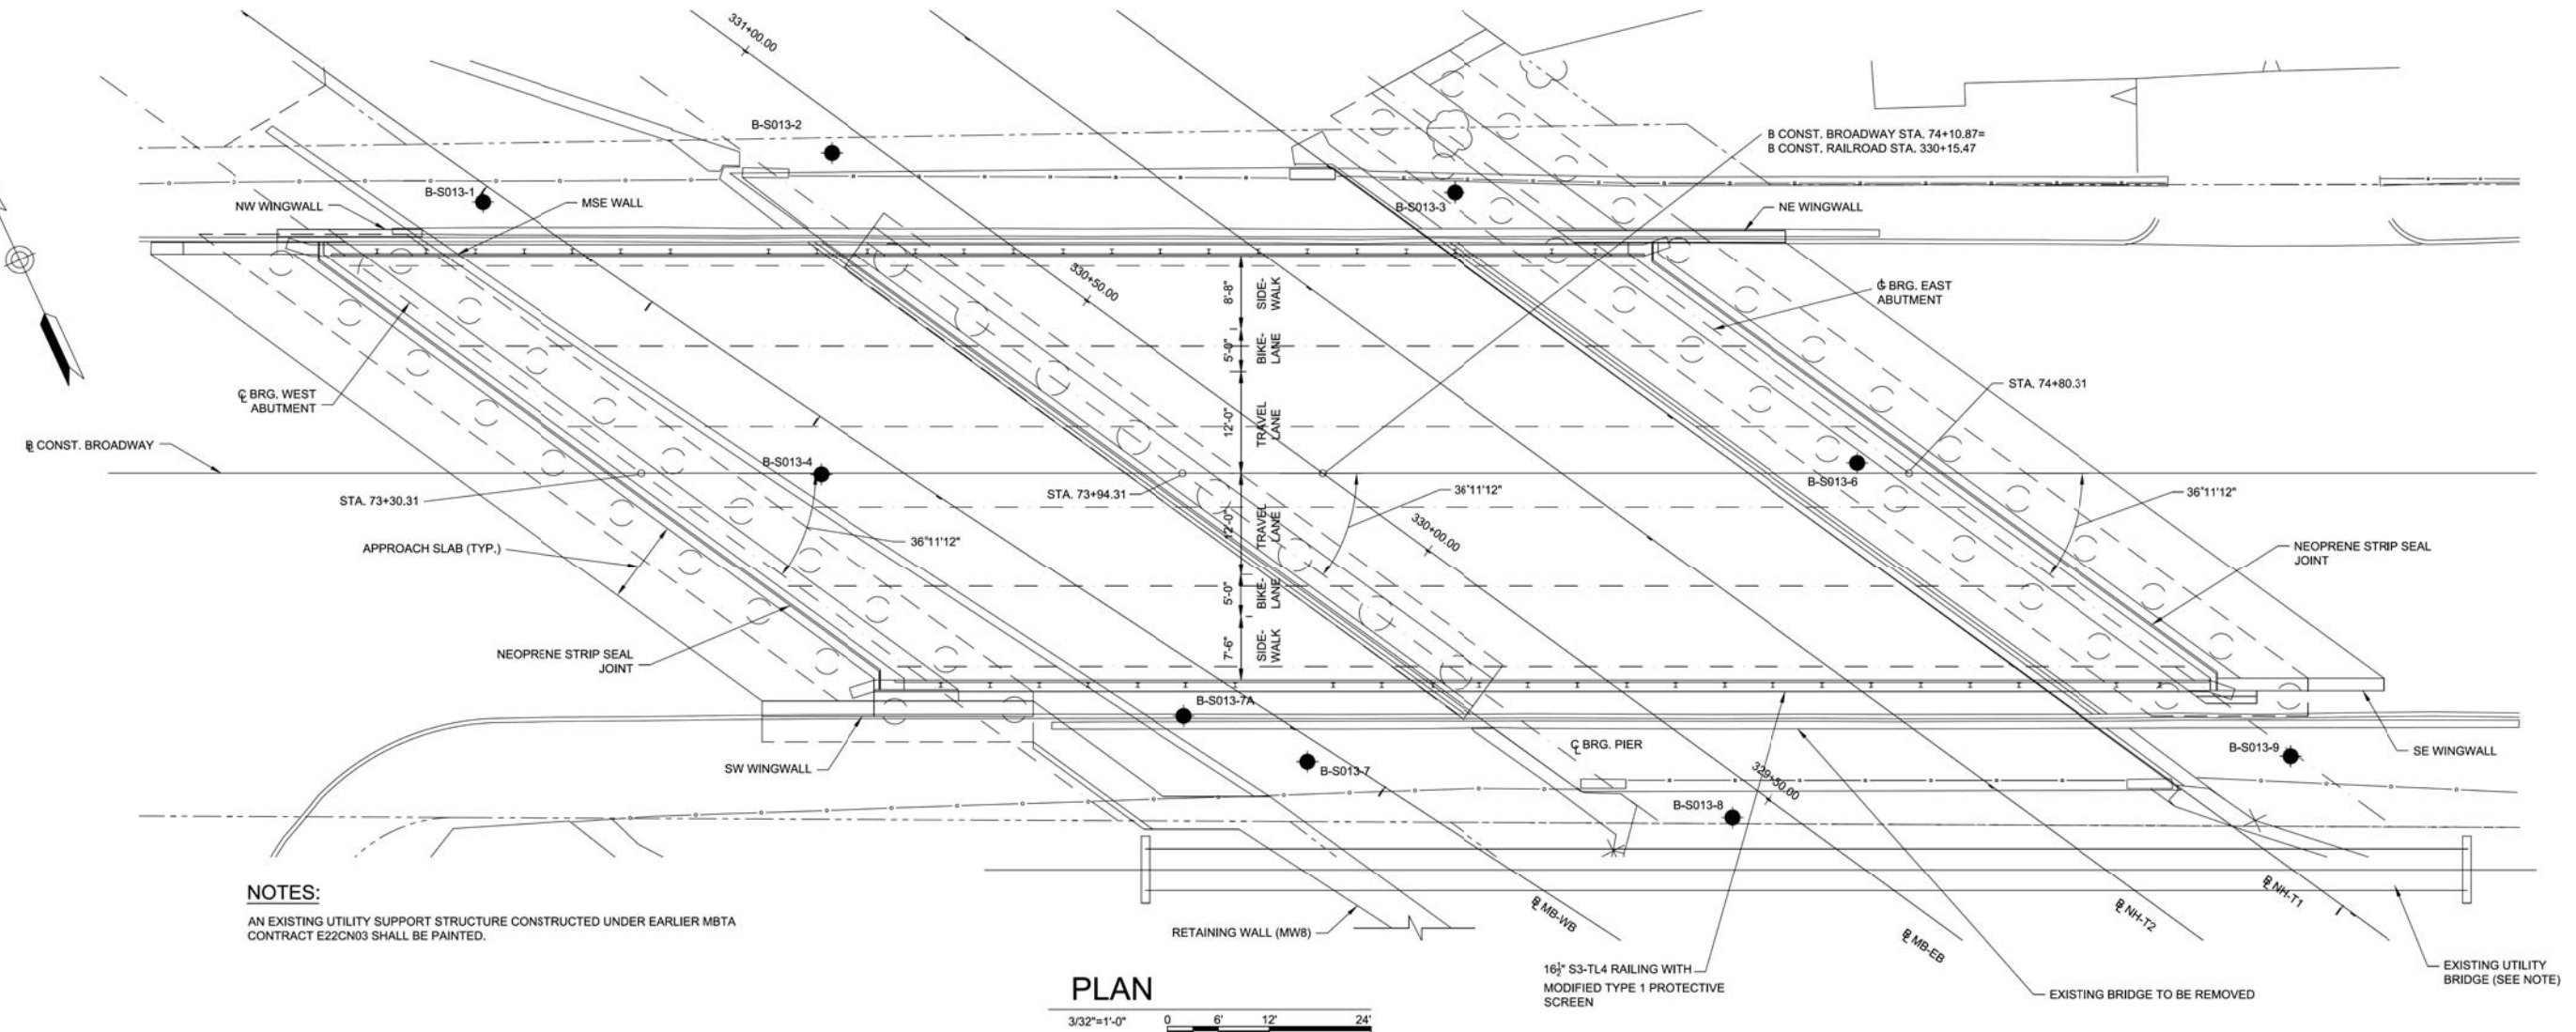 331+00.00
B-S013-2
B-S013-1
NW WINGWALL
MSE WALL
B-S013-3
℄ CONST. BROADWAY STA. 74+10.87=
℄ CONST. RAILROAD STA. 330+15.47
NE WINGWALL
330+50.00
8'-8"
SIDE-
WALK
℄ BRG. EAST
ABUTMENT
5'-0"
BIKE-
LANE
℄ BRG. WEST
ABUTMENT
12'-0"
TRAVEL
LANE
STA. 74+80.31
℄ CONST. BROADWAY
B-S013-4
B-S013-6
STA. 73+30.31
STA. 73+94.31
36°11'12"
36°11'12"
36°11'12"
12'-0"
TRAVEL
LANE
330+00.00
APPROACH SLAB (TYP.)
NEOPRENE STRIP SEAL
JOINT
5'-0"
BIKE-
LANE
7'-6"
SIDE-
WALK
NEOPRENE STRIP SEAL
JOINT
B-S013-7A
SW WINGWALL
B-S013-7
℄ BRG. PIER
329+50.00
B-S013-8
B-S013-9
SE WINGWALL
NOTES:
AN EXISTING UTILITY SUPPORT STRUCTURE CONSTRUCTED UNDER EARLIER MBTA
CONTRACT E22CN03 SHALL BE PAINTED.
RETAINING WALL (MW8)
℄ MB-WB
℄ MB-EB
℄ NH-T2
℄ NH-T1
16½" S3-TL4 RAILING WITH
MODIFIED TYPE 1 PROTECTIVE
SCREEN
EXISTING BRIDGE TO BE REMOVED
EXISTING UTILITY
BRIDGE (SEE NOTE)
PLAN
3/32"=1'-0"
0 6' 12' 24'